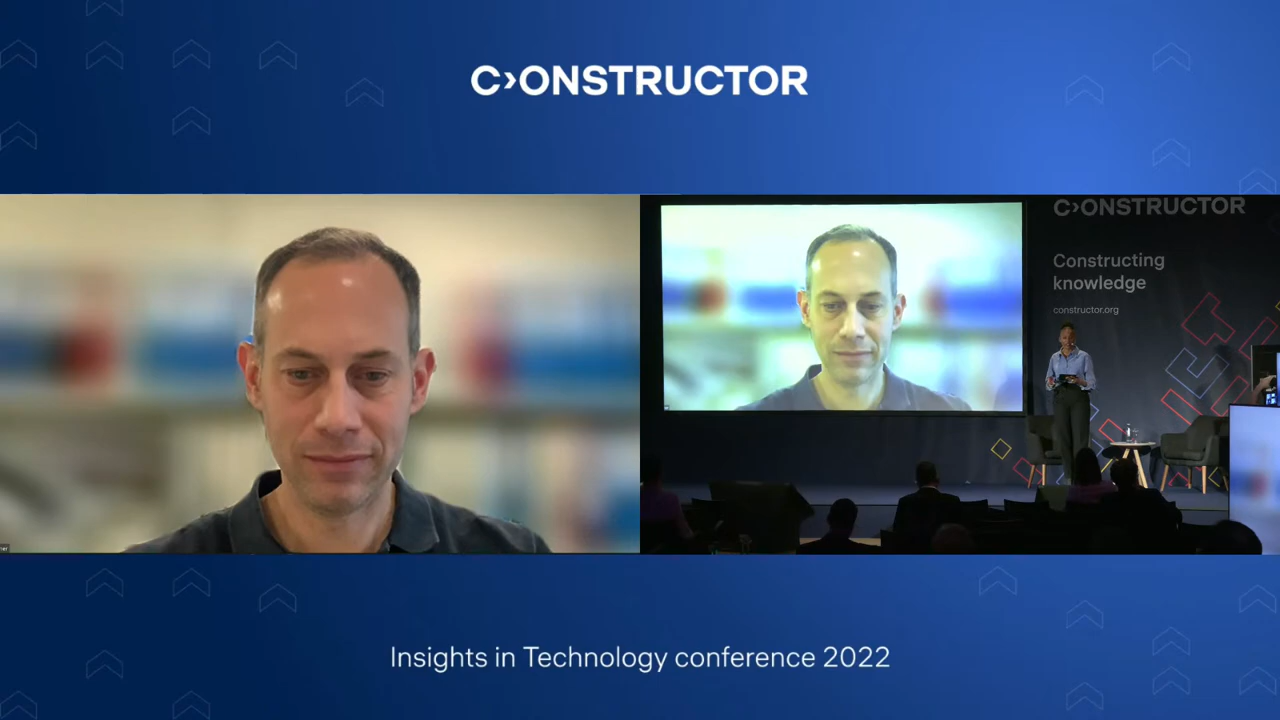 C›ONSTRUCTOR
C›ONSTRUCTOR
Constructing
knowledge
constructor.org
Insights in Technology conference 2022